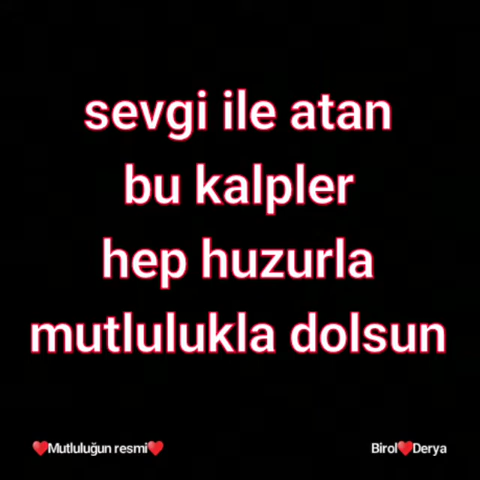 sevgi ile atan
bu kalpler
hep huzurla
mutlulukla dolsun
❤️Mutluluğun resmi❤️
Birol❤️Derya